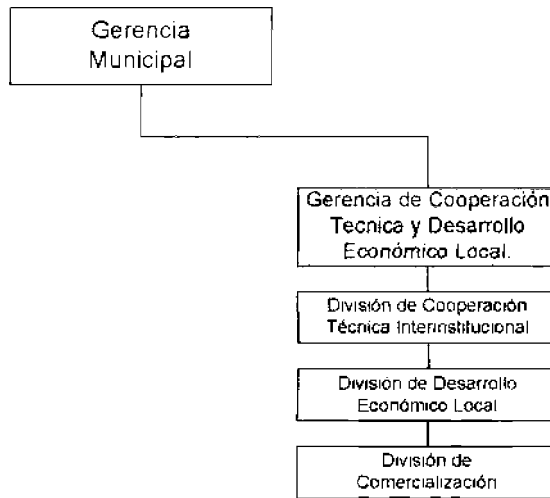 Gerencia
Municipal
Gerencia de Cooperación
Tecnica y Desarrollo
Económico Local.
División de Cooperación
Técnica Interinstitucional
División de Desarrollo
Económico Local
División de
Comercialización